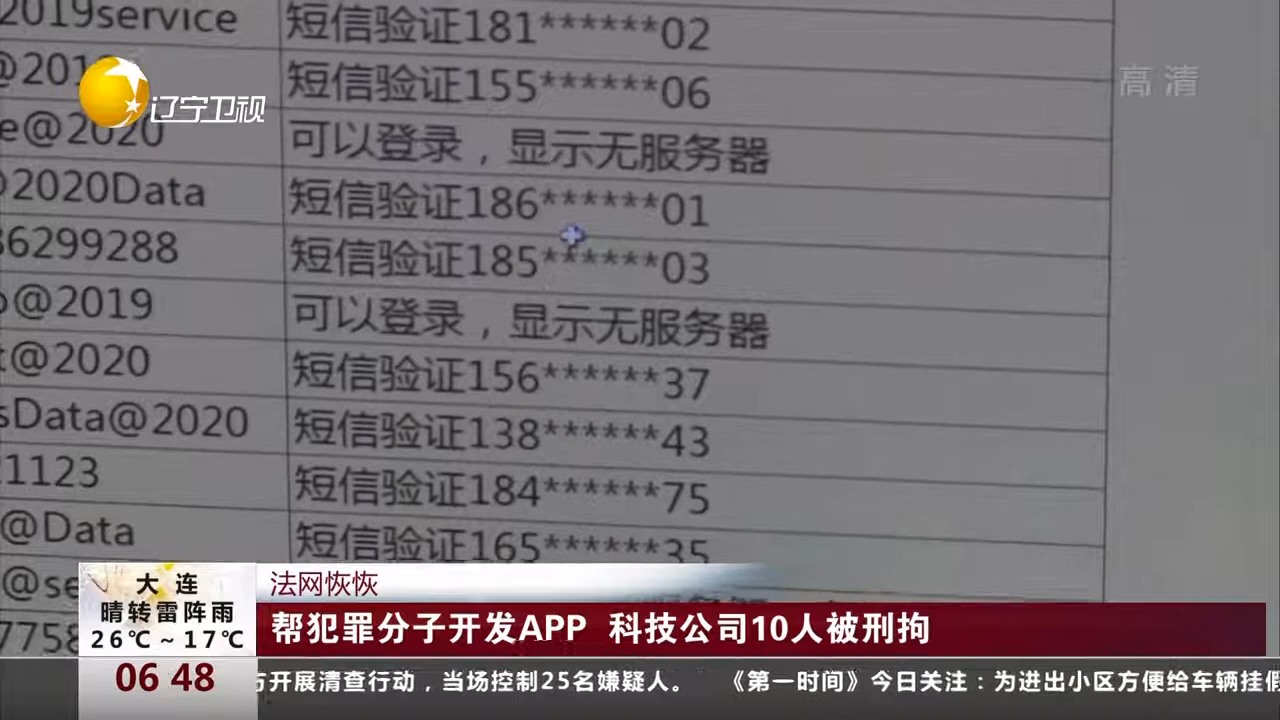 2019service 短信验证181******02
@201 短信验证155******06
高清
辽宁卫视
e@2020 可以登录，显示无服务器
@2020Data 短信验证186******01
36299288 短信验证185******03
o@2019 可以登录，显示无服务器
t@2020 短信验证156******37
sData@2020 短信验证138******43
21123 短信验证184******75
@Data 短信验证165******35
@se
7758
大连
晴转雷阵雨
26℃~17℃
06 48
法网恢恢
帮犯罪分子开发APP 科技公司10人被刑拘
方开展清查行动，当场控制25名嫌疑人。 《第一时间》今日关注：为进出小区方便给车辆挂假